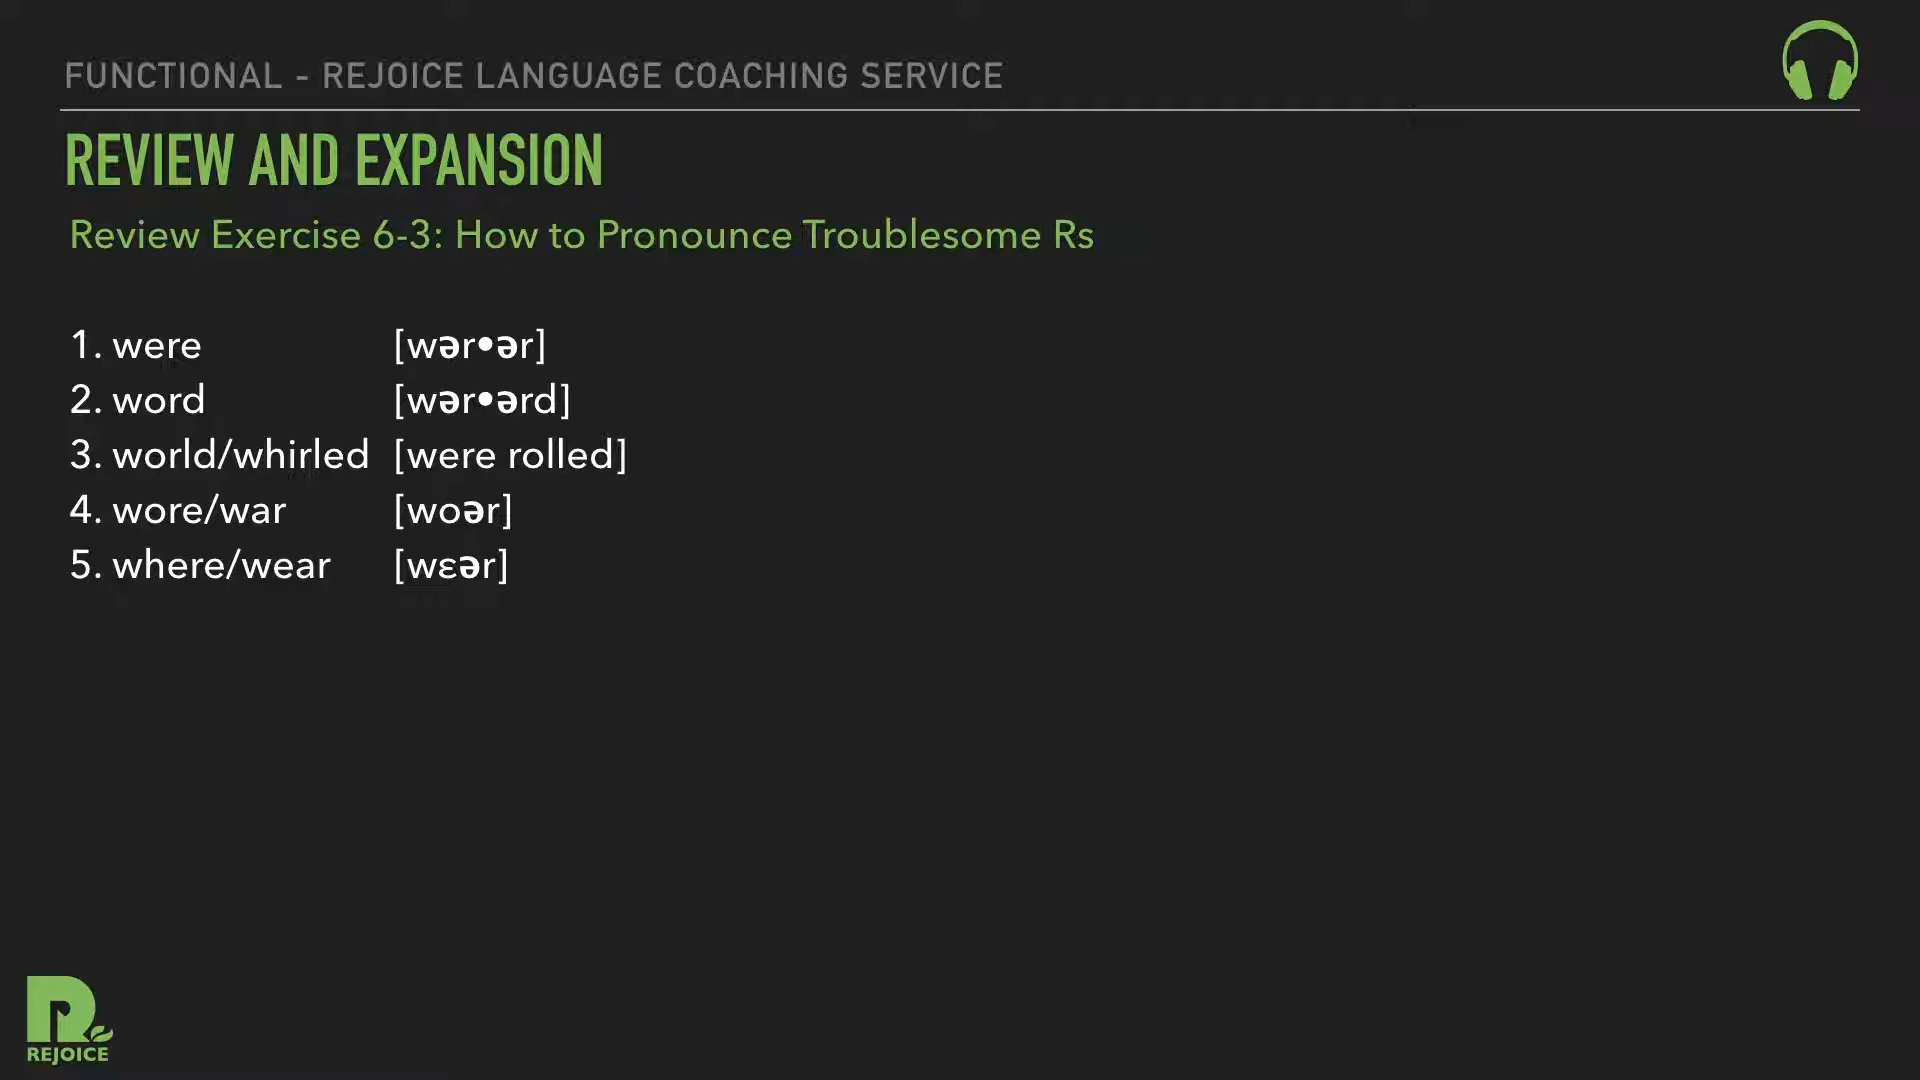 FUNCTIONAL - REJOICE LANGUAGE COACHING SERVICE
REVIEW AND EXPANSION
Review Exercise 6-3: How to Pronounce Troublesome Rs
1. were [wər•ər]
2. word [wər•ərd]
3. world/whirled [were rolled]
4. wore/war [woər]
5. where/wear [wɛər]
REJOICE